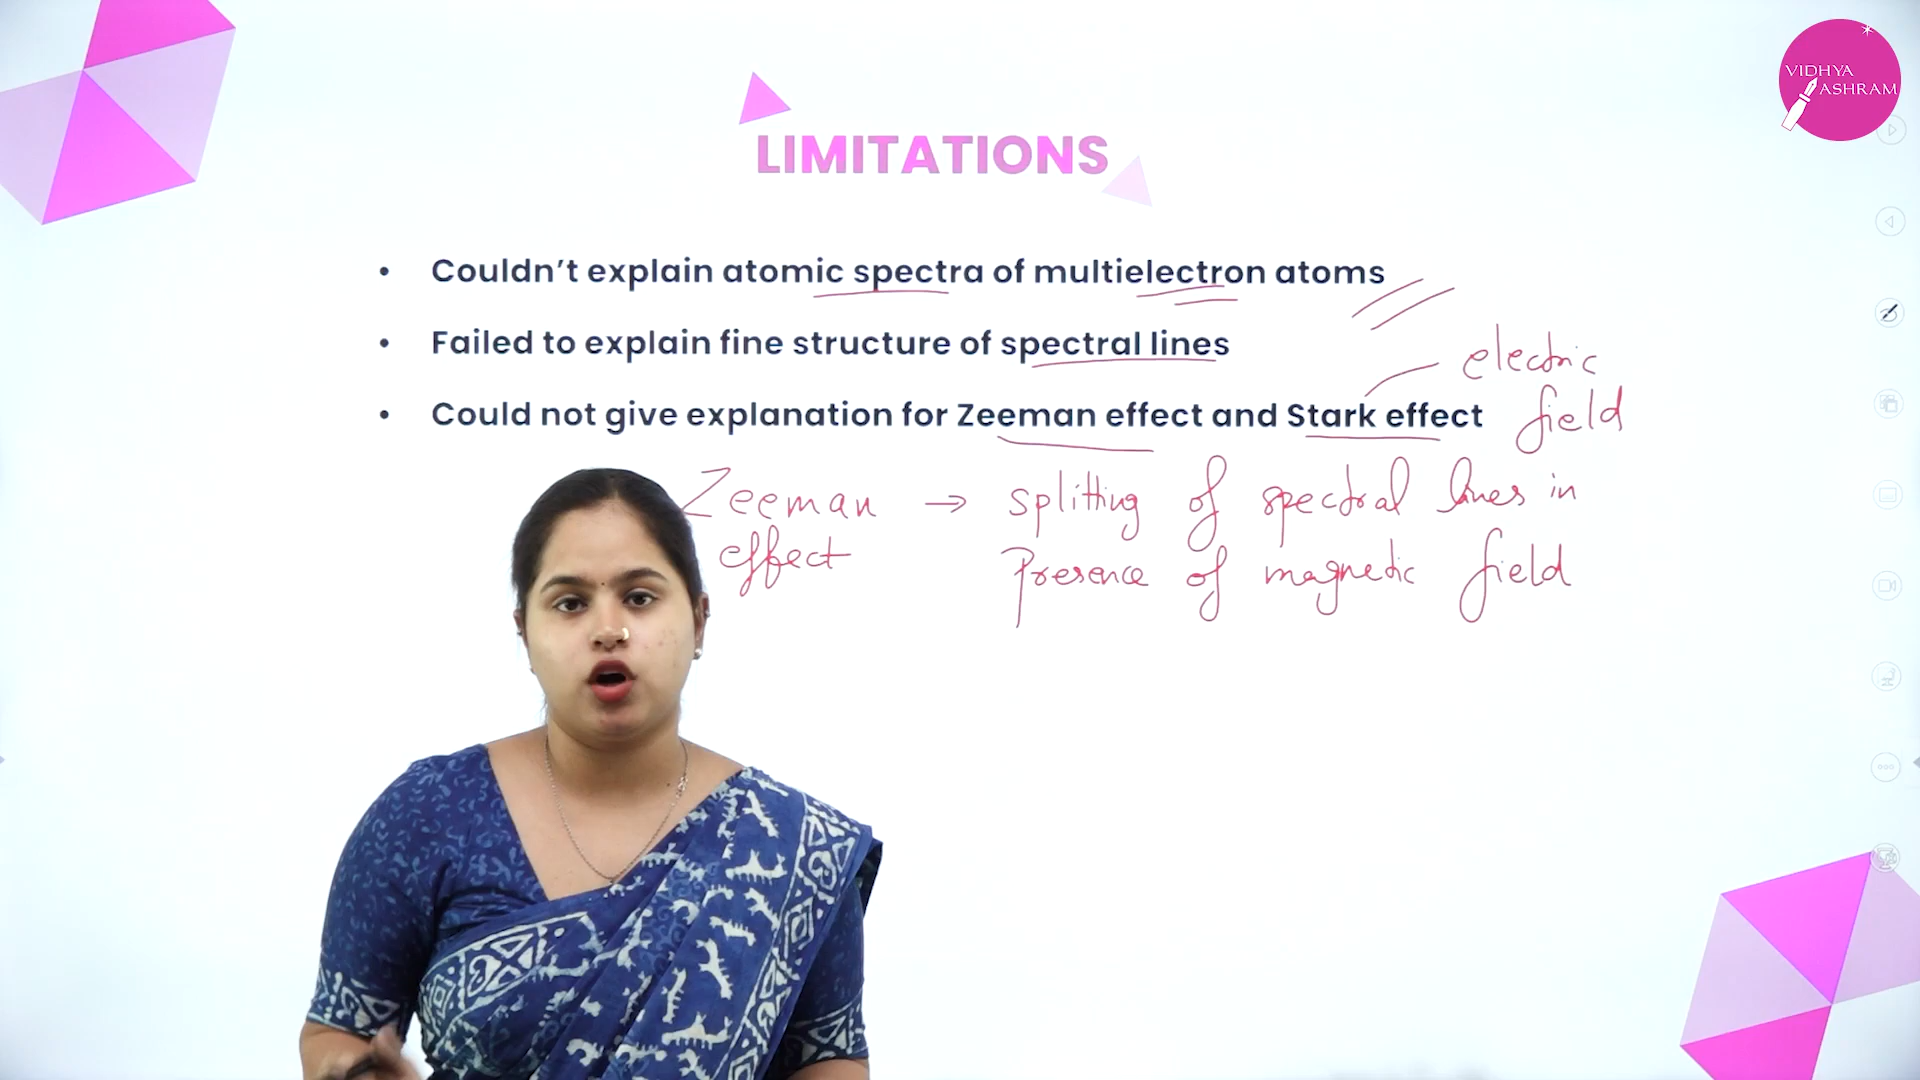 VIDHYA
ASHRAM
LIMITATIONS
• Couldn’t explain atomic spectra of multielectron atoms
• Failed to explain fine structure of spectral lines
• Could not give explanation for Zeeman effect and Stark effect
electric
field
Zeeman → splitting of spectral lines in
effect Presence of magnetic field